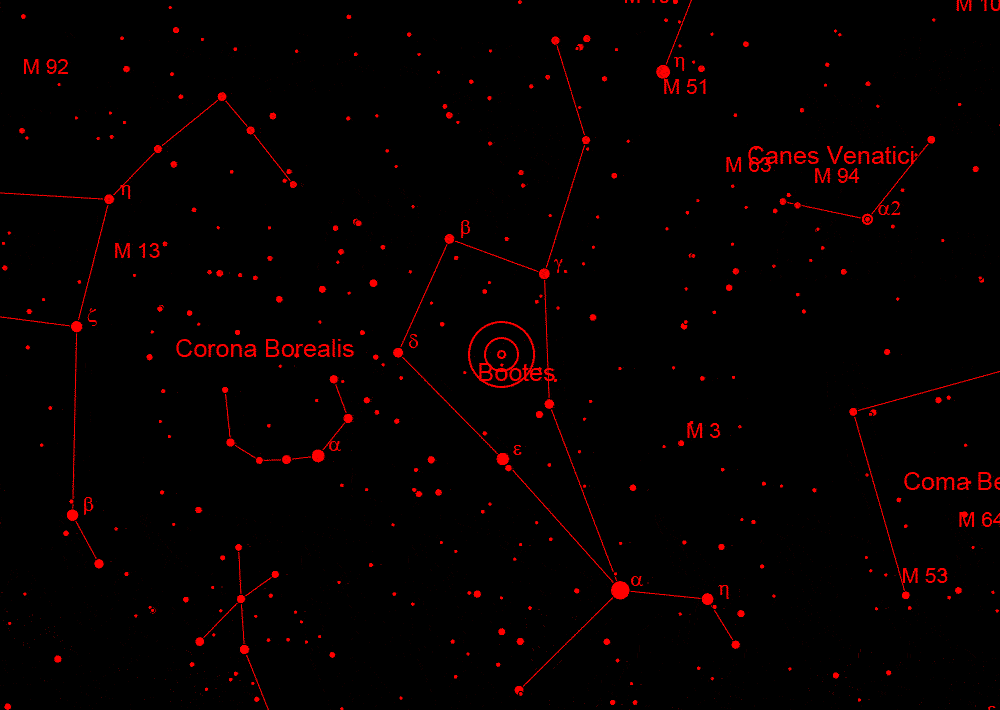 M 51
η
M 92
Canes Venatici
M 63
M 94
α2
η
β
M 13
γ
ζ
δ
Corona Borealis
Bootes
α
M 3
ε
Coma Be
β
M 64
M 53
α
η